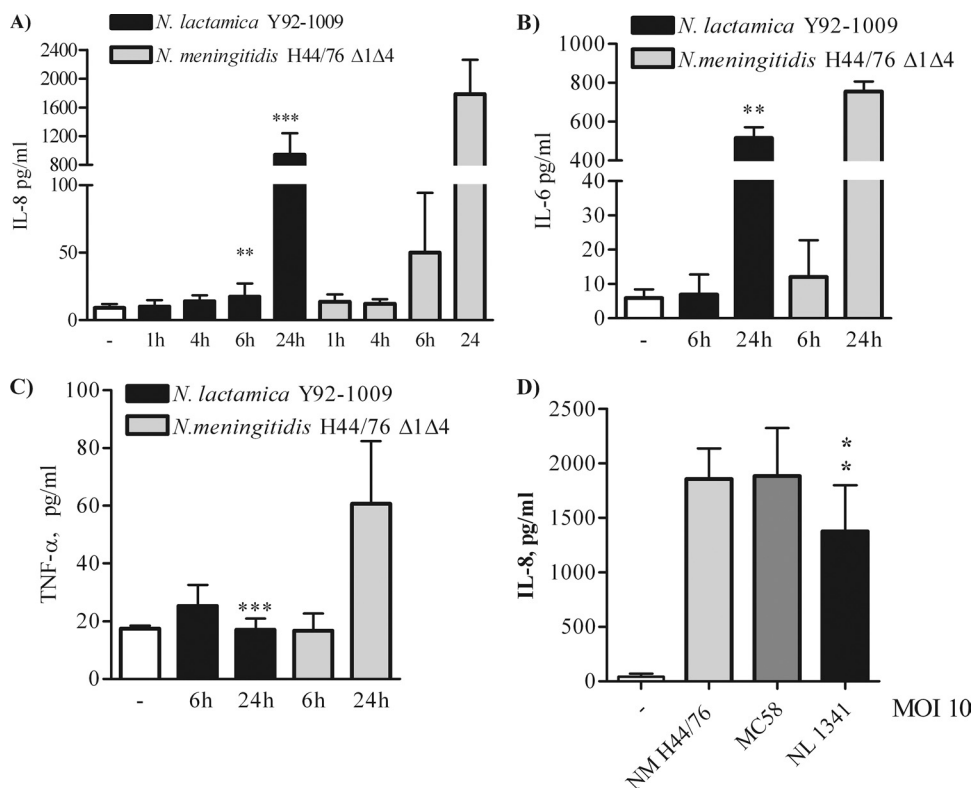 A)
N. lactamica Y92-1009
N. meningitidis H44/76 Δ1Δ4
IL-8 pg/ml
2400
2000
1600
1200
800
100
50
0
**
***
- 1h 4h 6h 24h 1h 4h 6h 24
B)
N. lactamica Y92-1009
N.meningitidis H44/76 Δ1Δ4
IL-6 pg/ml
1000
800
600
400
40
30
20
10
0
**
- 6h 24h 6h 24h
C)
N. lactamica Y92-1009
N.meningitidis H44/76 Δ1Δ4
TNF-α, pg/ml
100
80
60
40
20
0
***
- 6h 24h 6h 24h
D)
IL-8, pg/ml
2500
2000
1500
1000
500
0
*
*
- NM H44/76 MC58 NL 1341
MOI 10